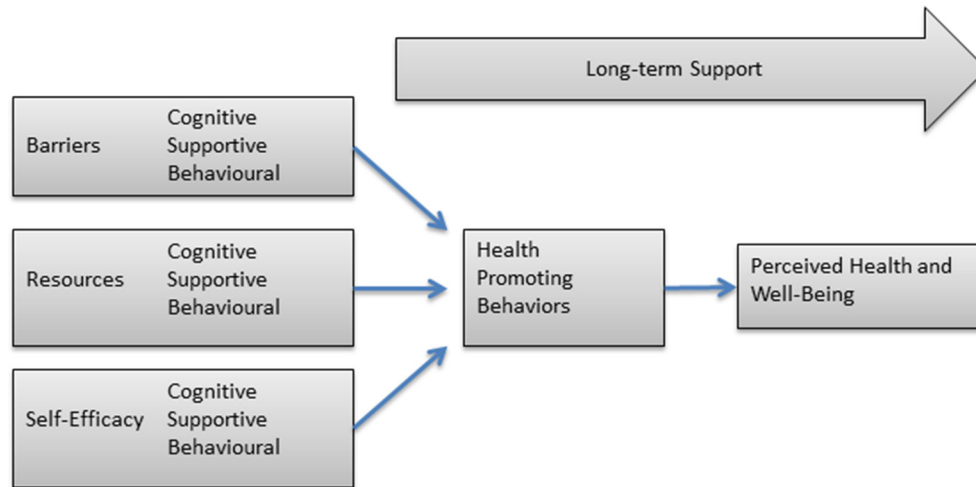 Long-term Support
Barriers
Cognitive
Supportive
Behavioural
Resources
Cognitive
Supportive
Behavioural
Self-Efficacy
Cognitive
Supportive
Behavioural
Health
Promoting
Behaviors
Perceived Health and
Well-Being